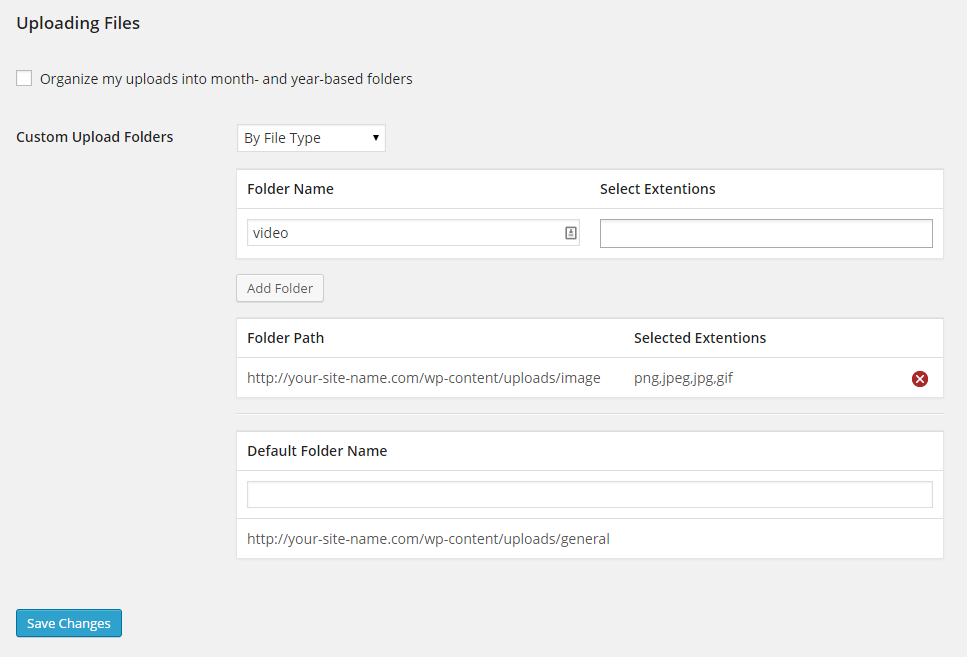 Uploading Files
Organize my uploads into month- and year-based folders
Custom Upload Folders By File Type
Folder Name Select Extentions
video
Add Folder
Folder Path Selected Extentions
http://your-site-name.com/wp-content/uploads/image png,jpeg,jpg,gif
Default Folder Name
http://your-site-name.com/wp-content/uploads/general
Save Changes